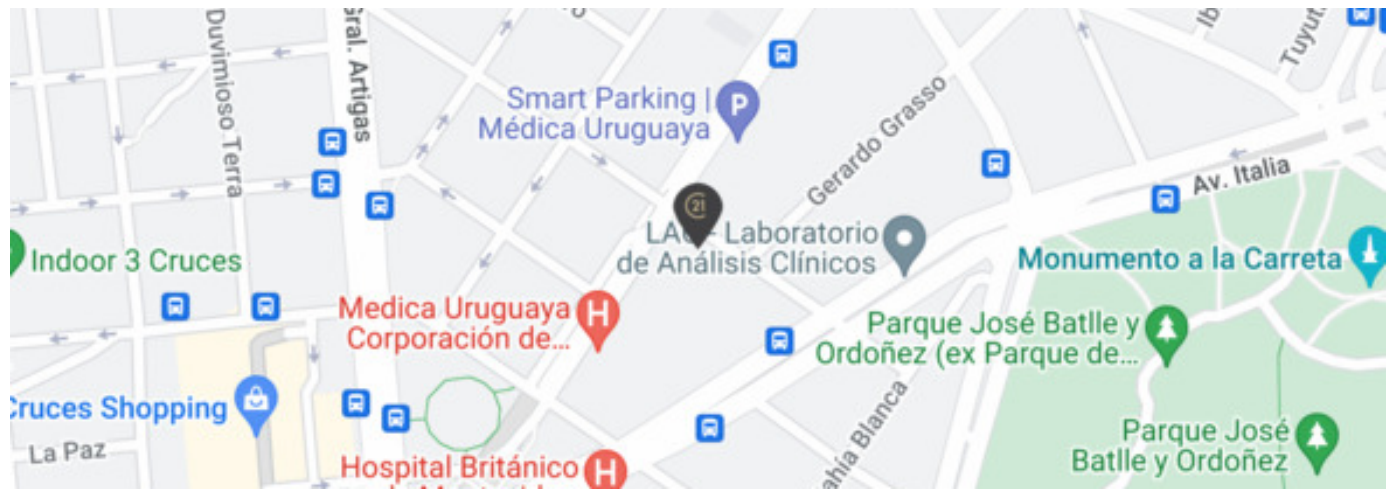 Duvimioso Terra
Gral. Artigas
Smart Parking |
Médica Uruguaya
P
Gerardo Grasso
Tuyutí
Av. Italia
21
Laboratorio
de Análisis Clínicos
Indoor 3 Cruces
Monumento a la Carreta
Medica Uruguaya
Corporación de...
H
Parque José Batlle y
Ordoñez (ex Parque de...
Cruces Shopping
La Paz
Bahía Blanca
Parque José
Batlle y Ordoñez
Hospital Británico
H